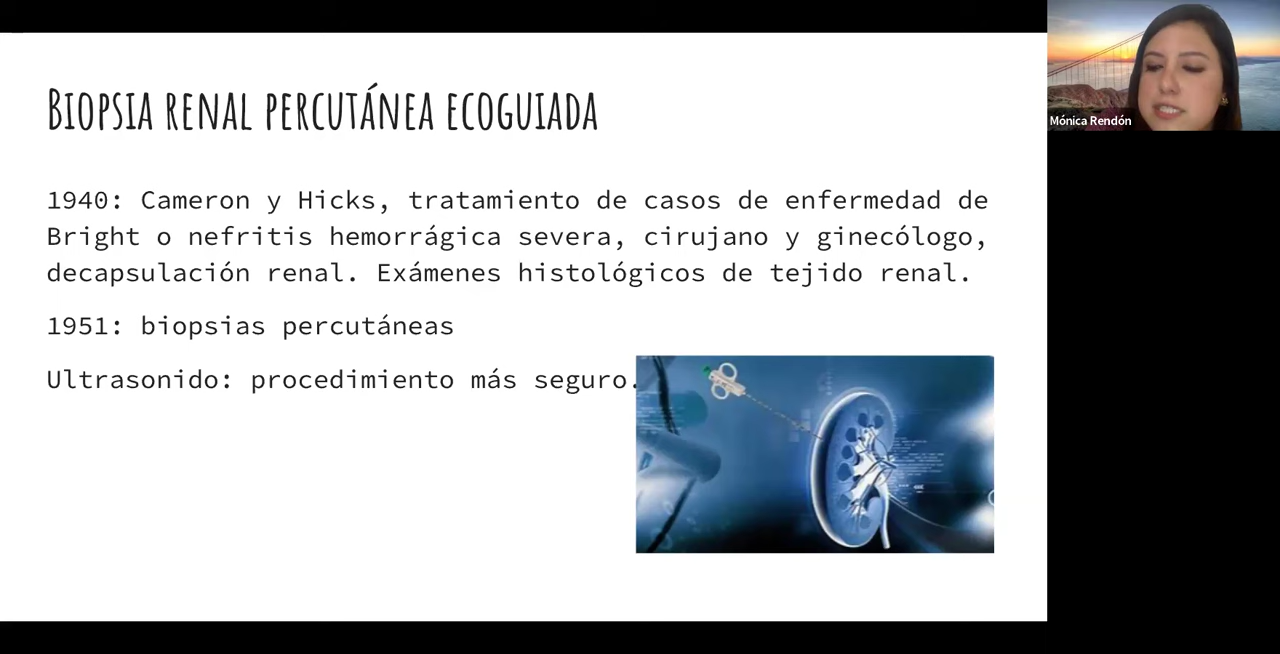 Biopsia renal percutánea ecoguiada
1940: Cameron y Hicks, tratamiento de casos de enfermedad de
Bright o nefritis hemorrágica severa, cirujano y ginecólogo,
decapsulación renal. Exámenes histológicos de tejido renal.
1951: biopsias percutáneas
Ultrasonido: procedimiento más seguro.
Mónica Rendón